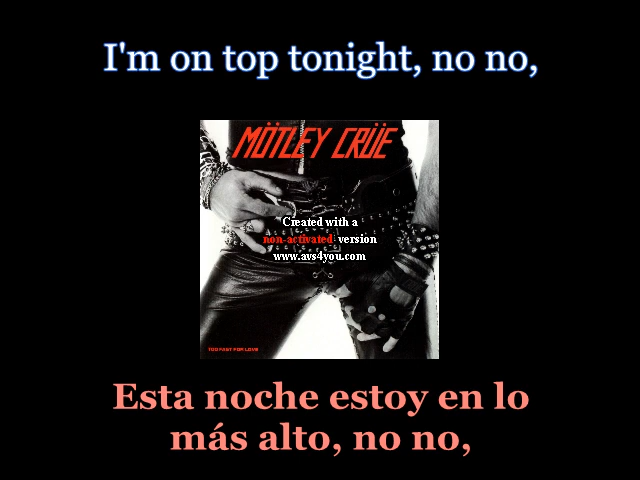 I'm on top tonight, no no,
MÖTLEY CRÜE
Created with a
non-activated version
www.avs4you.com
TOO FAST FOR LOVE
Esta noche estoy en lo
más alto, no no,